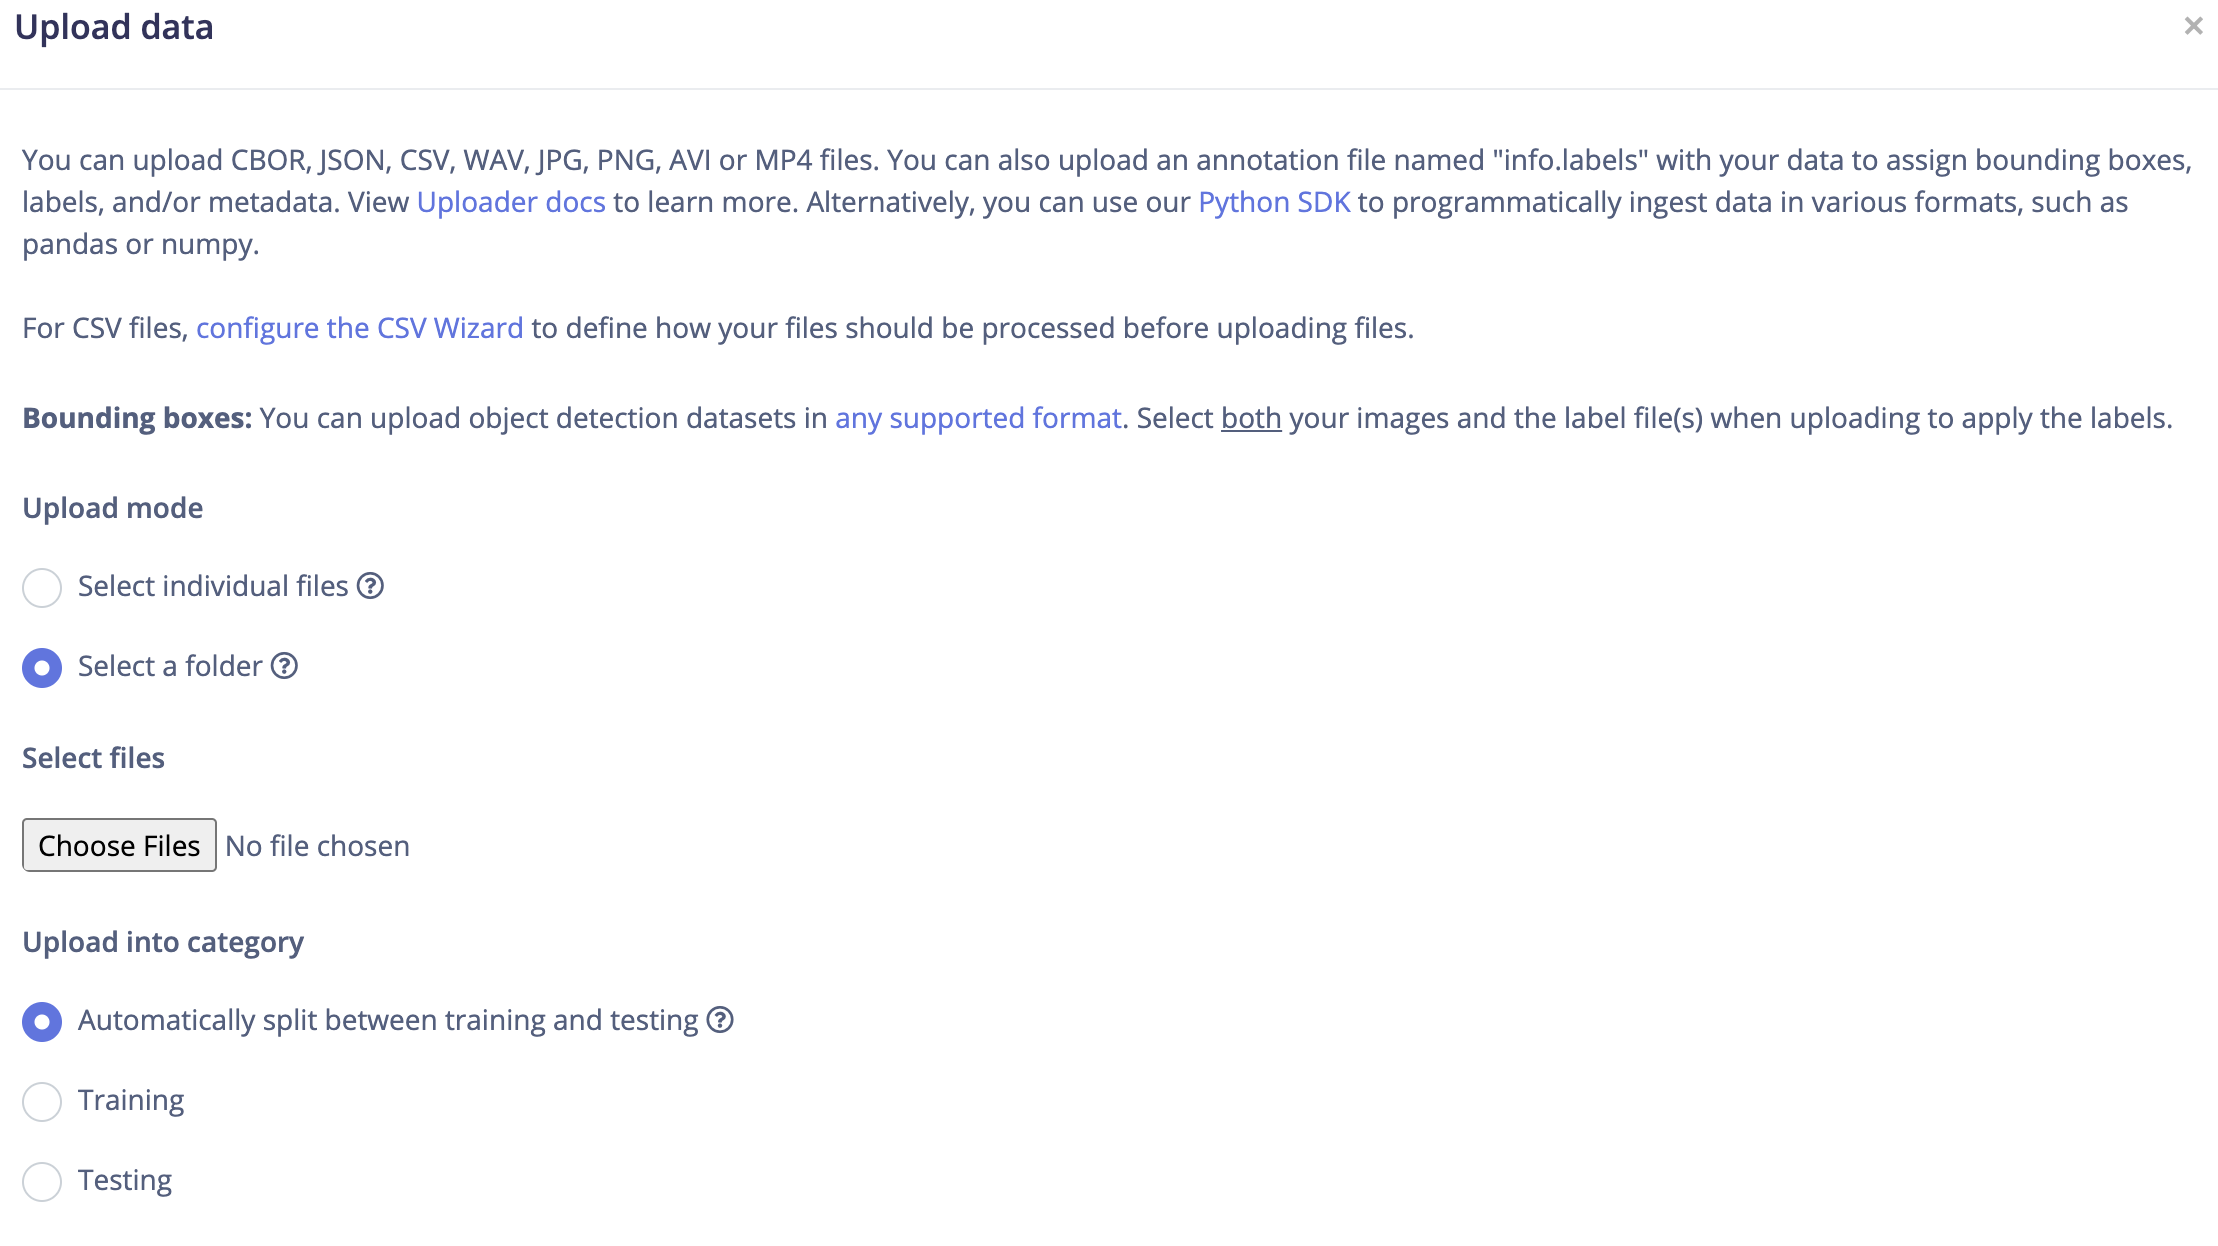 Upload data
You can upload CBOR, JSON, CSV, WAV, JPG, PNG, AVI or MP4 files. You can also upload an annotation file named "info.labels" with your data to assign bounding boxes,
labels, and/or metadata. View Uploader docs to learn more. Alternatively, you can use our Python SDK to programmatically ingest data in various formats, such as
pandas or numpy.
For CSV files, configure the CSV Wizard to define how your files should be processed before uploading files.
Bounding boxes: You can upload object detection datasets in any supported format. Select both your images and the label file(s) when uploading to apply the labels.
Upload mode
Select individual files
Select a folder
Select files
Choose Files No file chosen
Upload into category
Automatically split between training and testing
Training
Testing